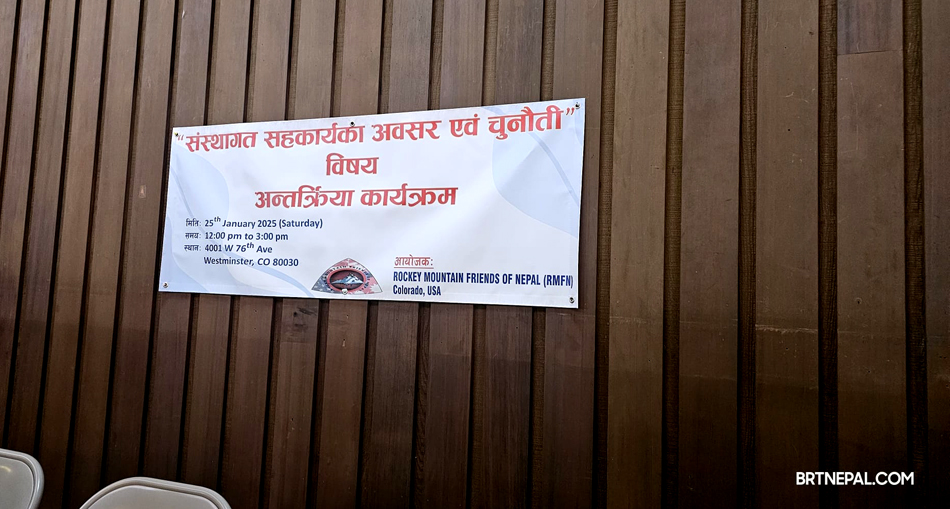 "संस्थागत सहकार्यका अवसर एवं चुनौती"
विषय
अन्तर्क्रिया कार्यक्रम
मिति: 25th January 2025 (Saturday)
समय: 12:00 pm to 3:00 pm
स्थान: 4001 W 76th Ave
Westminster, CO 80030
आयोजक:
ROCKEY MOUNTAIN FRIENDS OF NEPAL (RMFN)
Colorado, USA
BRTNEPAL.COM